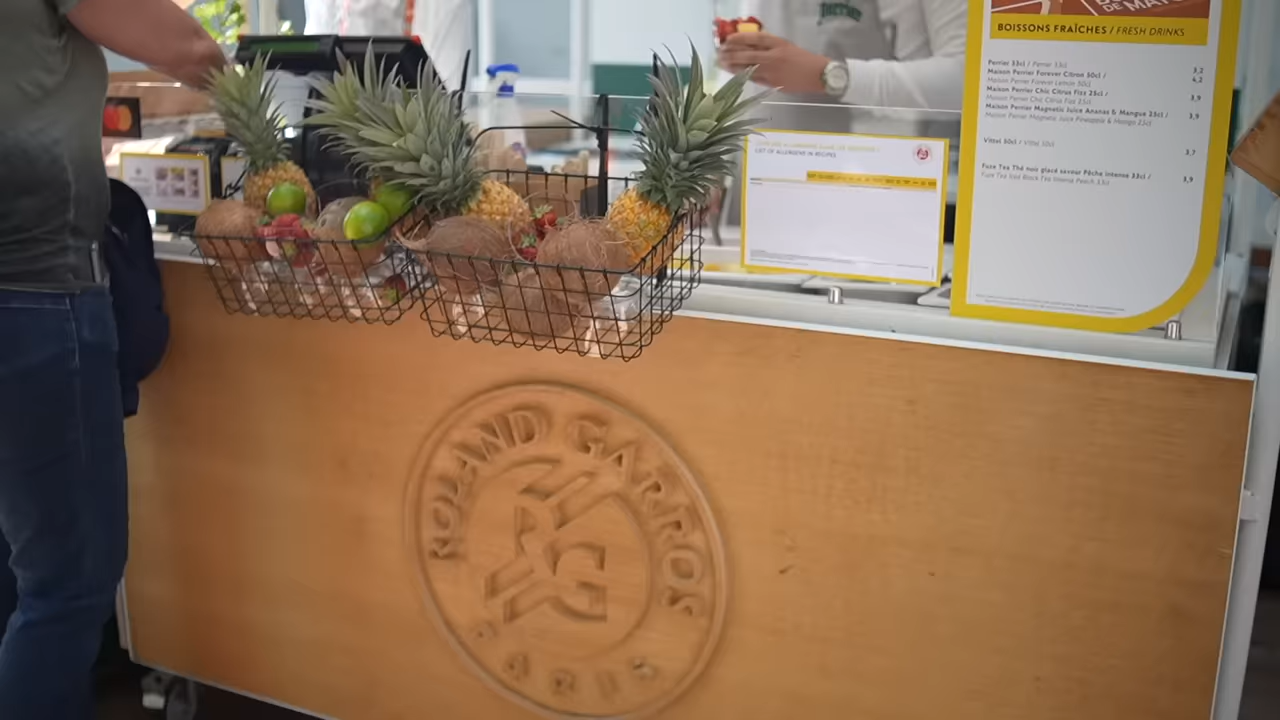 DE MATCH
BOISSONS FRAÎCHES / FRESH DRINKS
Perrier 33cl / Perrier 33cl 3,2
Maison Perrier Forever Citron 50cl / 4,2
Maison Perrier Forever Lemon 50cl
Maison Perrier Chic Citrus Fizz 25cl / 3,9
Maison Perrier Chic Citrus Fizz 25cl
Maison Perrier Magnetic Juice Ananas & Mangue 25cl / 3,9
Maison Perrier Magnetic Juice Pineapple & Mango 25cl
Vittel 50cl / Vittel 50cl 3,7
Fuze Tea Thé noir glacé saveur Pêche intense 33cl / 3,9
Fuze Tea Iced Black Tea Intense Peach 33cl
LIST OF ALLERGENS IN RECIPES
ROLAND GARROS
RG
PARIS